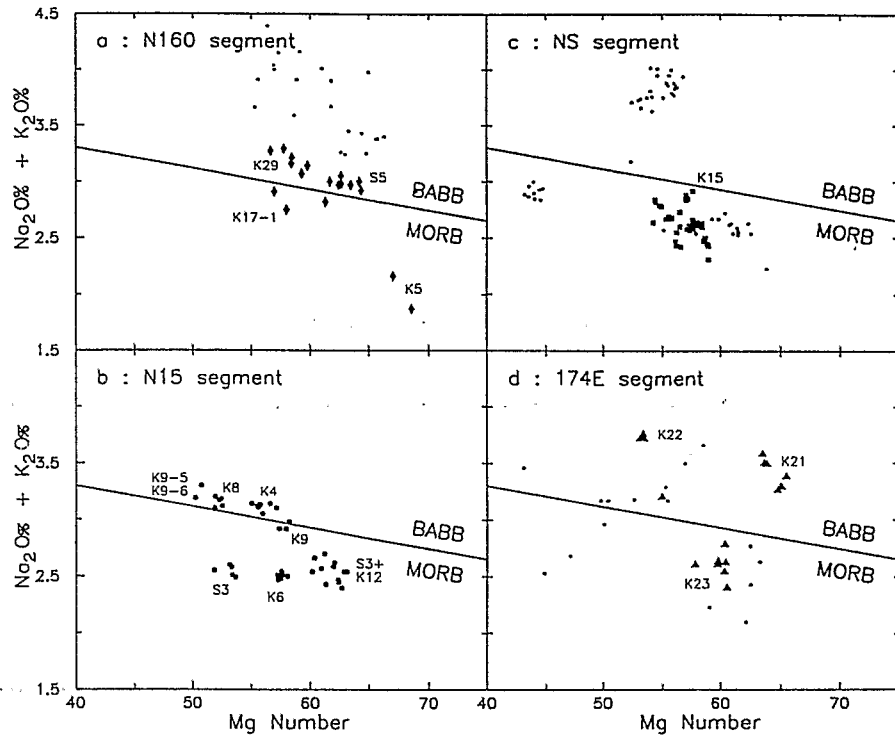 4.5
a : N160 segment
c : NS segment
3.5
K29
S5
K15
BABB
BABB
K17-1
MORB
MORB
2.5
K5
1.5
Na2O% + K2O%
b : N15 segment
d : 174E segment
K22
K9-5
K9-6
K8
K4
K21
3.5
BABB
BABB
K9
MORB
MORB
S3+
K12
2.5
S3
K6
K23
1.5
Na2O% + K2O%
40 50 60 70 50 60 70
Mg Number
Mg Number